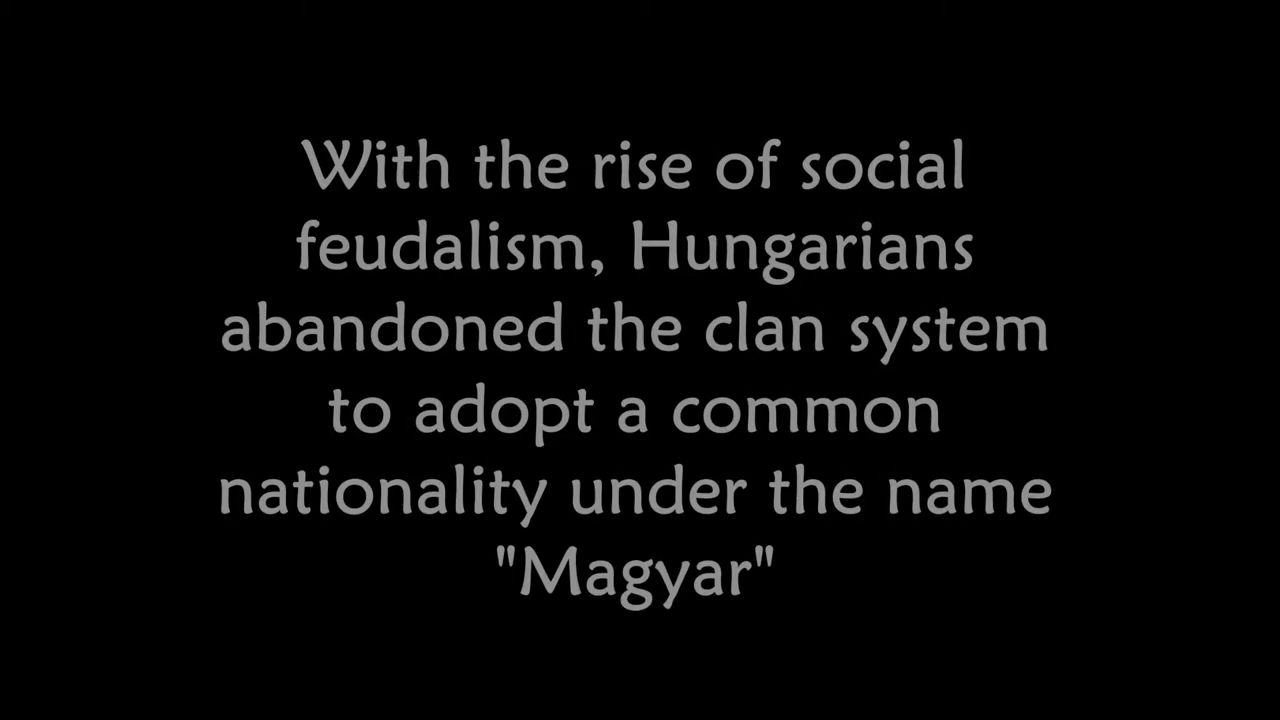 With the rise of social
feudalism, Hungarians
abandoned the clan system
to adopt a common
nationality under the name
"Magyar"